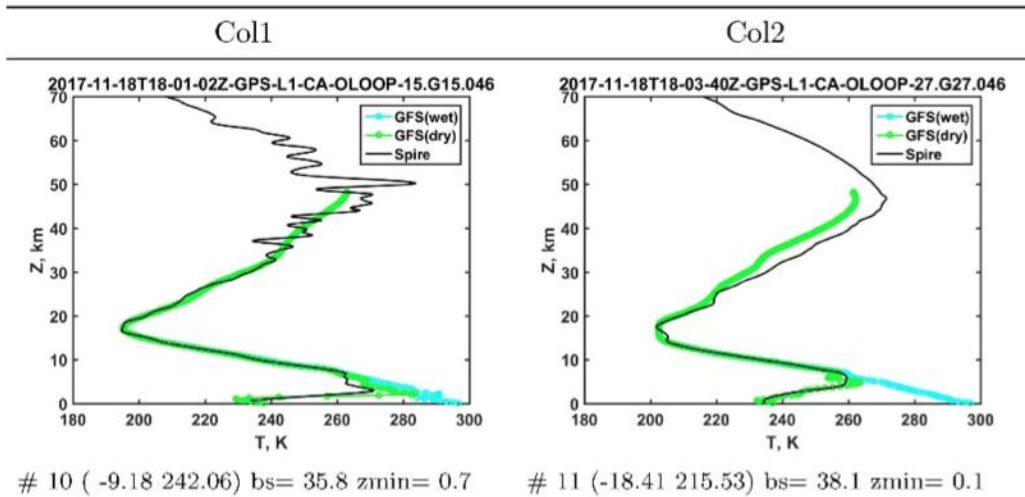 Col1 Col2
2017-11-18T18-01-02Z-GPS-L1-CA-OLOOP-15.G15.046
70
60
50
40
30
20
10
0
Z, km
GFS(wet)
GFS(dry)
Spire
180 200 220 240 260 280 300
T, K
# 10 ( -9.18 242.06) bs= 35.8 zmin= 0.7
2017-11-18T18-03-40Z-GPS-L1-CA-OLOOP-27.G27.046
70
60
50
40
30
20
10
0
Z, km
GFS(wet)
GFS(dry)
Spire
180 200 220 240 260 280 300
T, K
# 11 (-18.41 215.53) bs= 38.1 zmin= 0.1